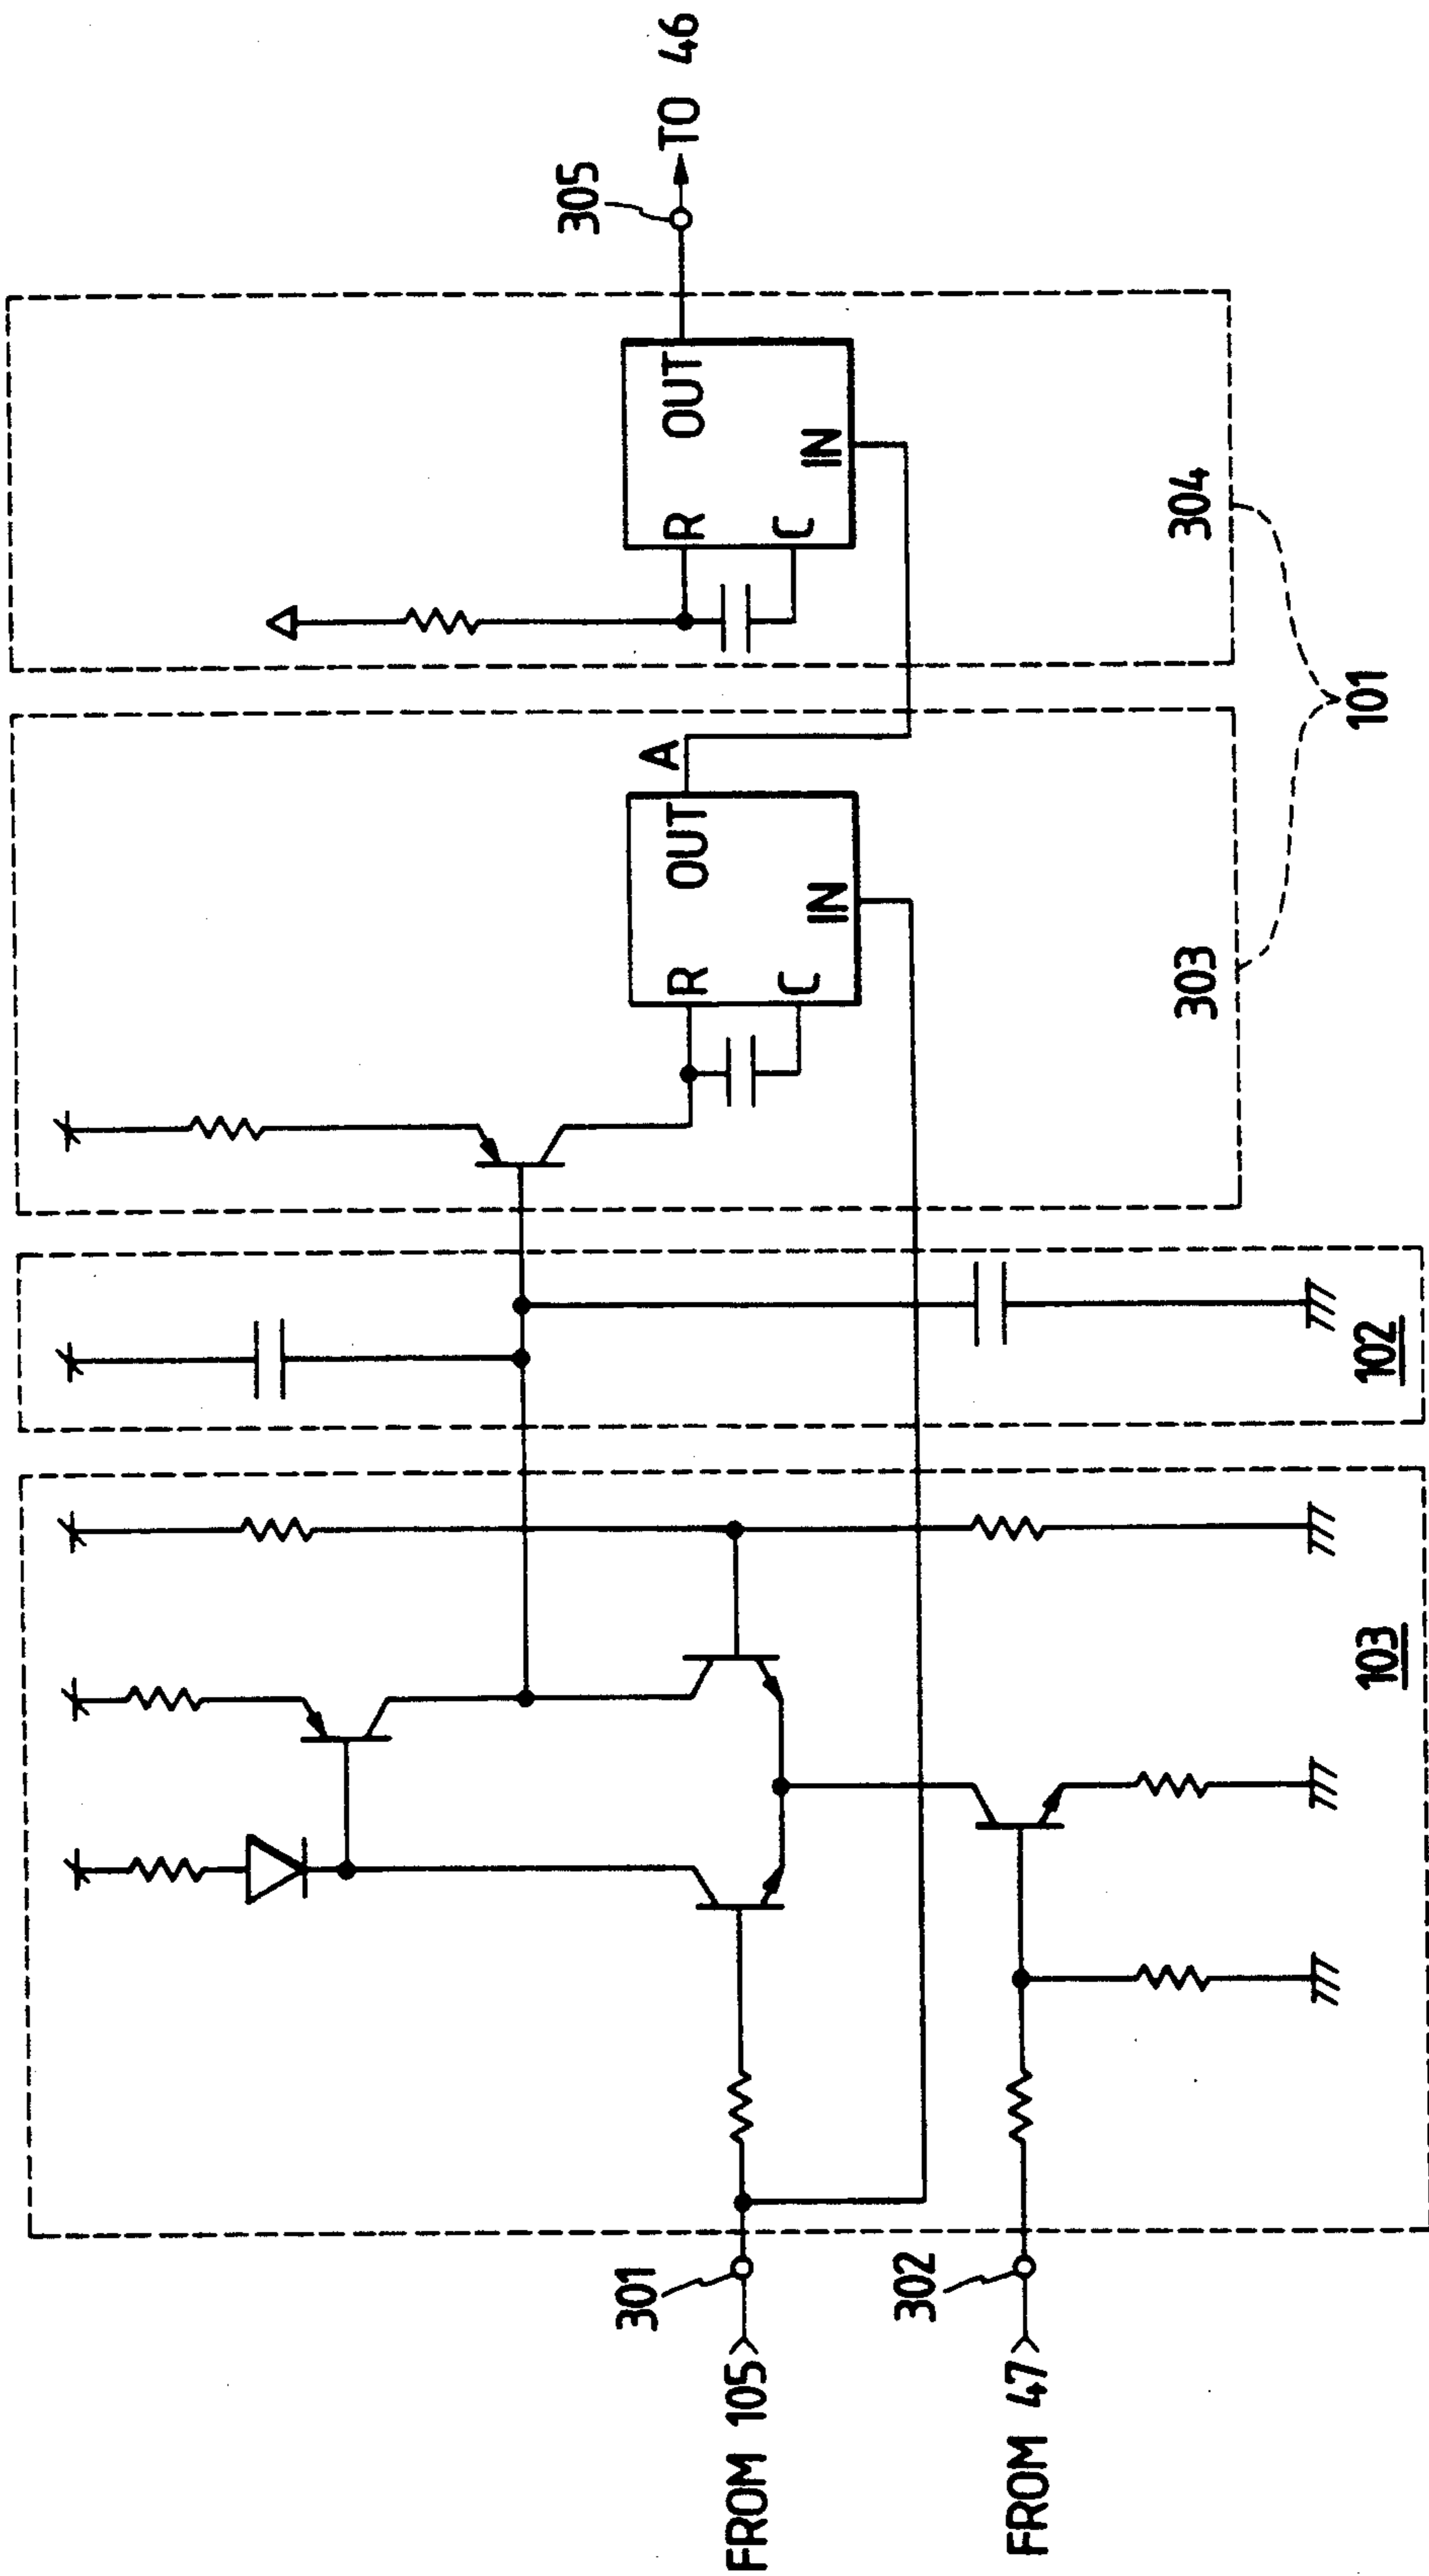 FROM 105
301
FROM 47
302
103
102
R
OUT
C
IN
A
303
R
OUT
C
IN
304
101
305
TO 46